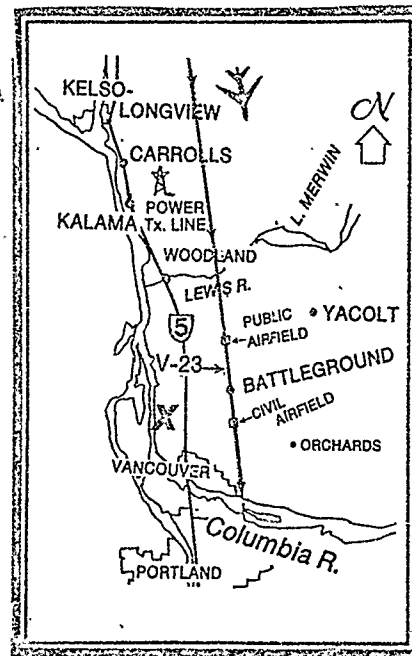 KELSO-
LONGVIEW
N
CARROLLS
L. MERWIN
KALAMA
POWER
Tx. LINE
WOODLAND
LEWIS R.
5
PUBLIC
AIRFIELD
YACOLT
V-23
BATTLEGROUND
CIVIL
AIRFIELD
X
ORCHARDS
VANCOUVER
Columbia R.
PORTLAND